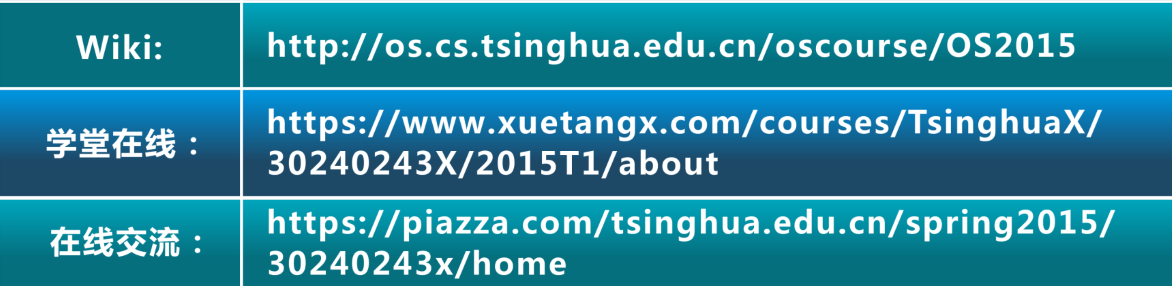 Wiki:
http://os.cs.tsinghua.edu.cn/oscourse/OS2015
学堂在线：
https://www.xuetangx.com/courses/TsinghuaX/
30240243X/2015T1/about
在线交流：
https://piazza.com/tsinghua.edu.cn/spring2015/
30240243x/home